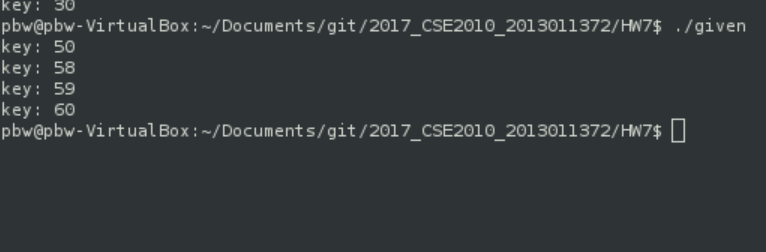 key: 30
pbw@pbw-VirtualBox:~/Documents/git/2017_CSE2010_2013011372/HW7$ ./given
key: 50
key: 58
key: 59
key: 60
pbw@pbw-VirtualBox:~/Documents/git/2017_CSE2010_2013011372/HW7$